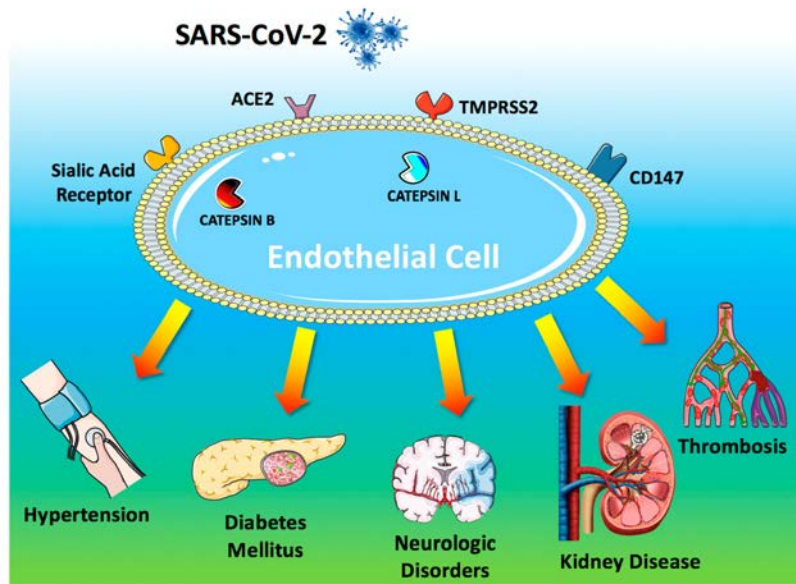 SARS-CoV-2
ACE2
TMPRSS2
Sialic Acid
Receptor
CD147
CATEPSIN B
CATEPSIN L
Endothelial Cell
Hypertension
Diabetes
Mellitus
Neurologic
Disorders
Kidney Disease
Thrombosis